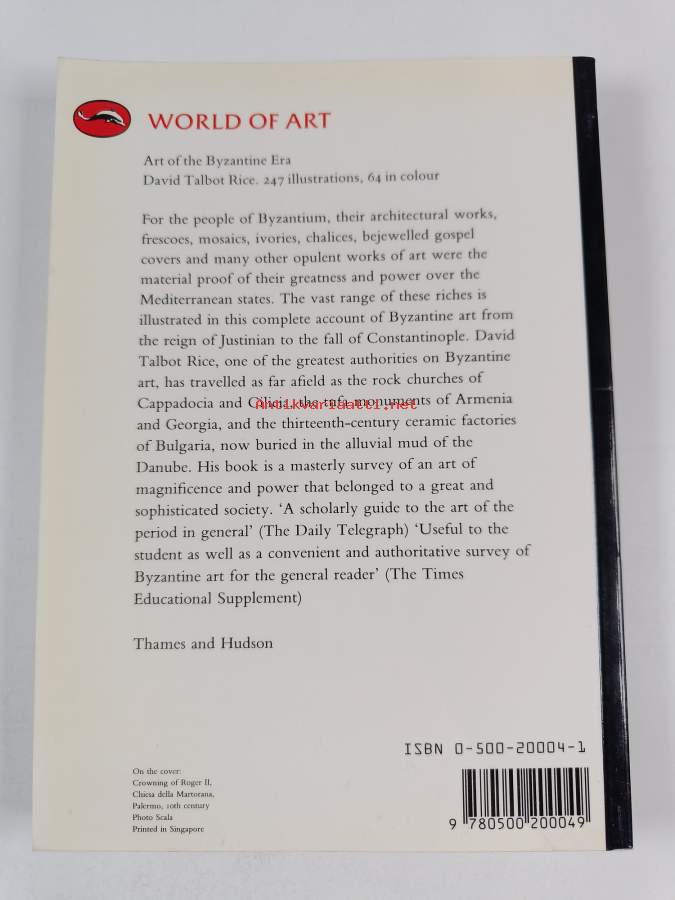 WORLD OF ART
Art of the Byzantine Era
David Talbot Rice. 247 illustrations, 64 in colour
For the people of Byzantium, their architectural works,
frescoes, mosaics, ivories, chalices, bejewelled gospel
covers and many other opulent works of art were the
material proof of their greatness and power over the
Mediterranean states. The vast range of these riches is
illustrated in this complete account of Byzantine art from
the reign of Justinian to the fall of Constantinople. David
Talbot Rice, one of the greatest authorities on Byzantine
art, has travelled as far afield as the rock churches of
Cappadocia and Cilicia, the tufa monuments of Armenia
Antikvariaatti.net
and Georgia, and the thirteenth-century ceramic factories
of Bulgaria, now buried in the alluvial mud of the
Danube. His book is a masterly survey of an art of
magnificence and power that belonged to a great and
sophisticated society. ‘A scholarly guide to the art of the
period in general’ (The Daily Telegraph) ‘Useful to the
student as well as a convenient and authoritative survey of
Byzantine art for the general reader’ (The Times
Educational Supplement)
Thames and Hudson
ISBN 0-500-20004-1
On the cover:
Crowning of Roger II,
Chiesa della Martorana,
Palermo, 10th century
Photo Scala
Printed in Singapore
9 780500 200049